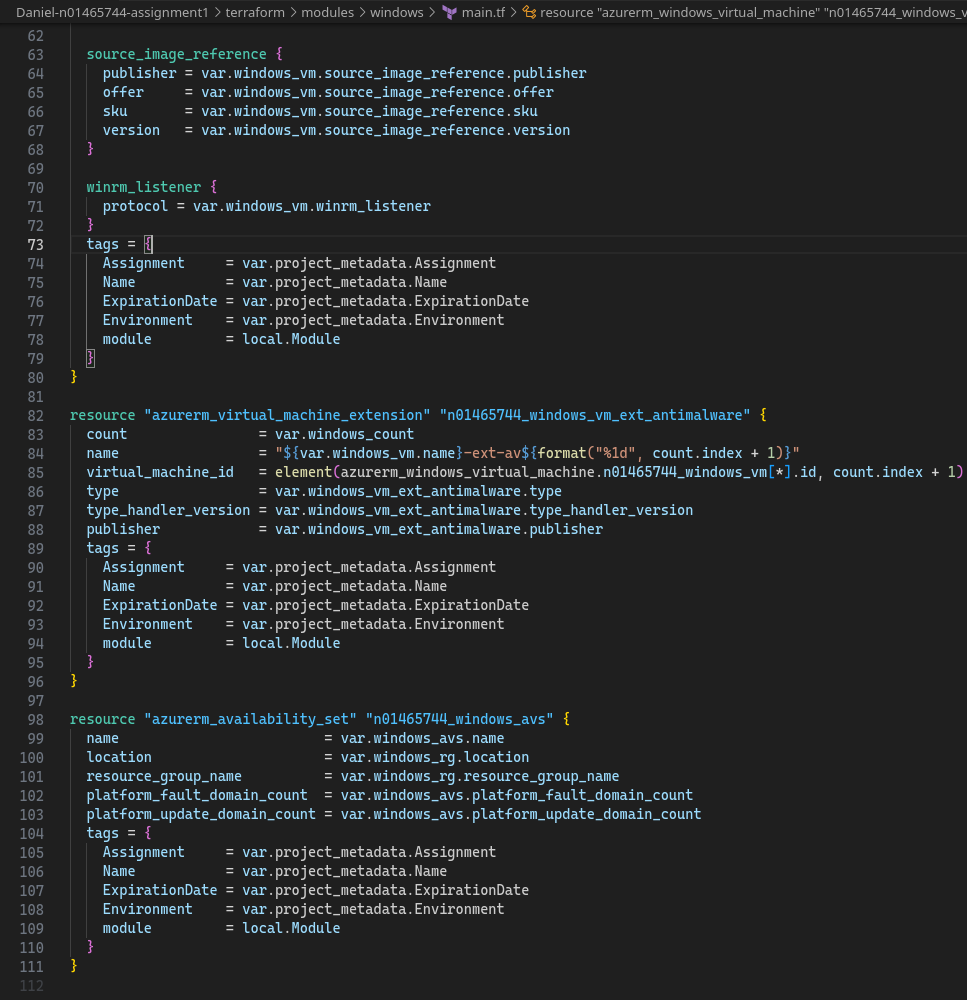 Daniel-n01465744-assignment1 > terraform > modules > windows > main.tf > resource "azurerm_windows_virtual_machine" "n01465744_windows_v
62
63   source_image_reference {
64     publisher = var.windows_vm.source_image_reference.publisher
65     offer     = var.windows_vm.source_image_reference.offer
66     sku       = var.windows_vm.source_image_reference.sku
67     version   = var.windows_vm.source_image_reference.version
68   }
69
70   winrm_listener {
71     protocol = var.windows_vm.winrm_listener
72   }
73   tags = {
74     Assignment     = var.project_metadata.Assignment
75     Name           = var.project_metadata.Name
76     ExpirationDate = var.project_metadata.ExpirationDate
77     Environment    = var.project_metadata.Environment
78     module         = local.Module
79   }
80 }
81
82 resource "azurerm_virtual_machine_extension" "n01465744_windows_vm_ext_antimalware" {
83   count                = var.windows_count
84   name                 = "${var.windows_vm.name}-ext-av${format("%1d", count.index + 1)}"
85   virtual_machine_id   = element(azurerm_windows_virtual_machine.n01465744_windows_vm[*].id, count.index + 1)
86   type                 = var.windows_vm_ext_antimalware.type
87   type_handler_version = var.windows_vm_ext_antimalware.type_handler_version
88   publisher            = var.windows_vm_ext_antimalware.publisher
89   tags = {
90     Assignment     = var.project_metadata.Assignment
91     Name           = var.project_metadata.Name
92     ExpirationDate = var.project_metadata.ExpirationDate
93     Environment    = var.project_metadata.Environment
94     module         = local.Module
95   }
96 }
97
98 resource "azurerm_availability_set" "n01465744_windows_avs" {
99   name                         = var.windows_avs.name
100   location                     = var.windows_rg.location
101   resource_group_name          = var.windows_rg.resource_group_name
102   platform_fault_domain_count  = var.windows_avs.platform_fault_domain_count
103   platform_update_domain_count = var.windows_avs.platform_update_domain_count
104   tags = {
105     Assignment     = var.project_metadata.Assignment
106     Name           = var.project_metadata.Name
107     ExpirationDate = var.project_metadata.ExpirationDate
108     Environment    = var.project_metadata.Environment
109     module         = local.Module
110   }
111 }
112